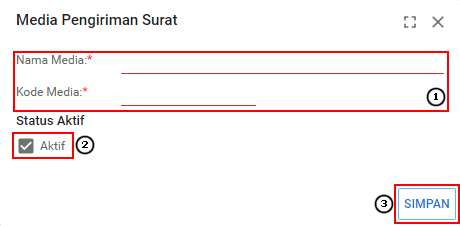 Media Pengiriman Surat
Nama Media:*
Kode Media:*
1
Status Aktif
Aktif 2
3 SIMPAN